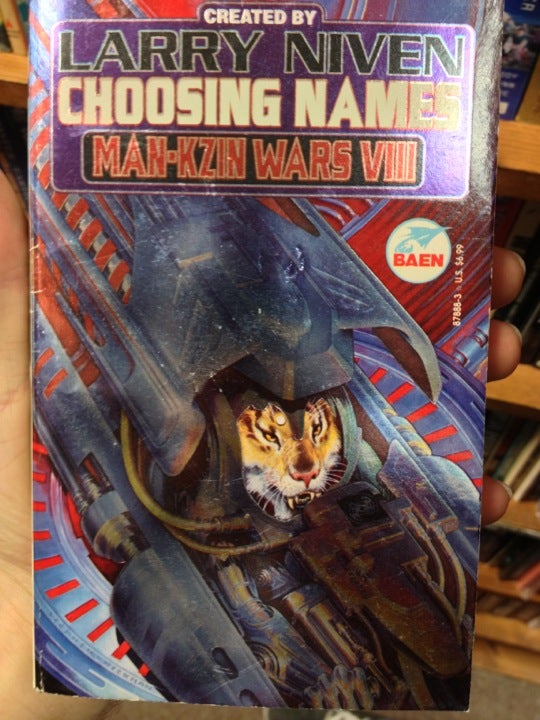 CREATED BY
LARRY NIVEN
CHOOSING NAMES
MAN-KZIN WARS VIII
BAEN
87888-3 U.S. $6.99